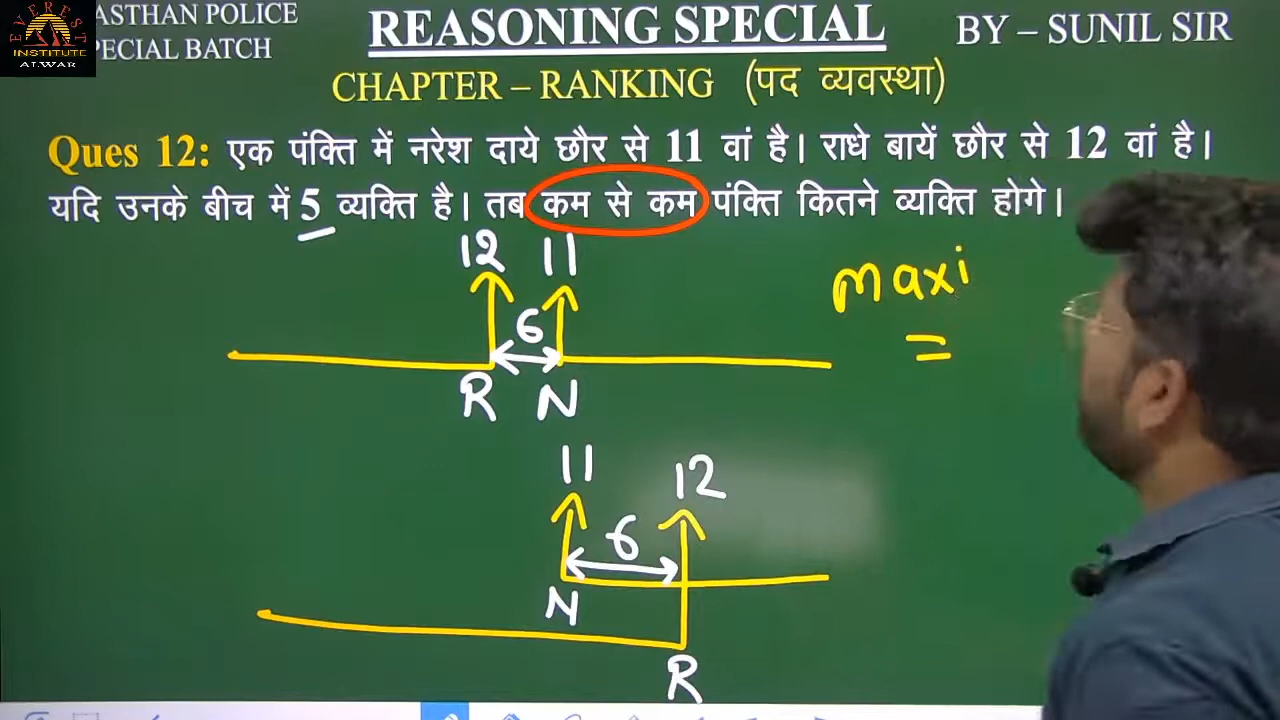 EVEREST
INSTITUTE
ALWAR
ASTHAN POLICE
PECIAL BATCH
REASONING SPECIAL
BY – SUNIL SIR
CHAPTER – RANKING (पद व्यवस्था)
Ques 12: एक पंक्ति में नरेश दाये छौर से 11 वां है। राधे बायें छौर से 12 वां है।
यदि उनके बीच में 5 व्यक्ति है। तब कम से कम पंक्ति कितने व्यक्ति होगे।
12 11
maxi
=
6
R N
11 12
6
N
R